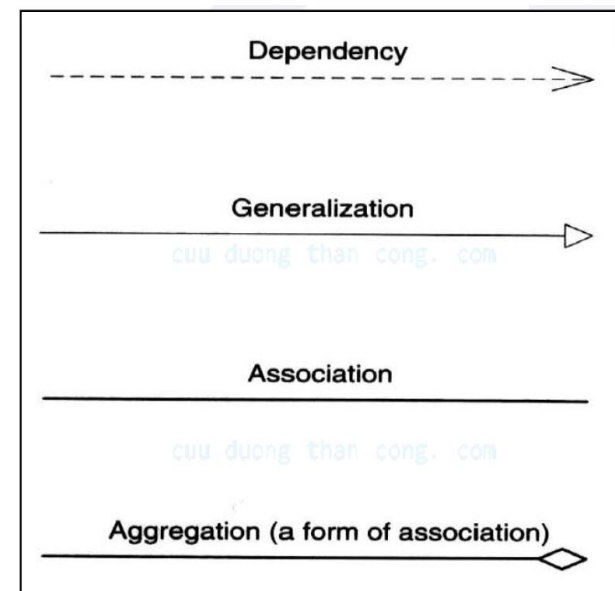 Dependency
Generalization
cuu duong than cong. com
Association
cuu duong than cong. com
Aggregation (a form of association)